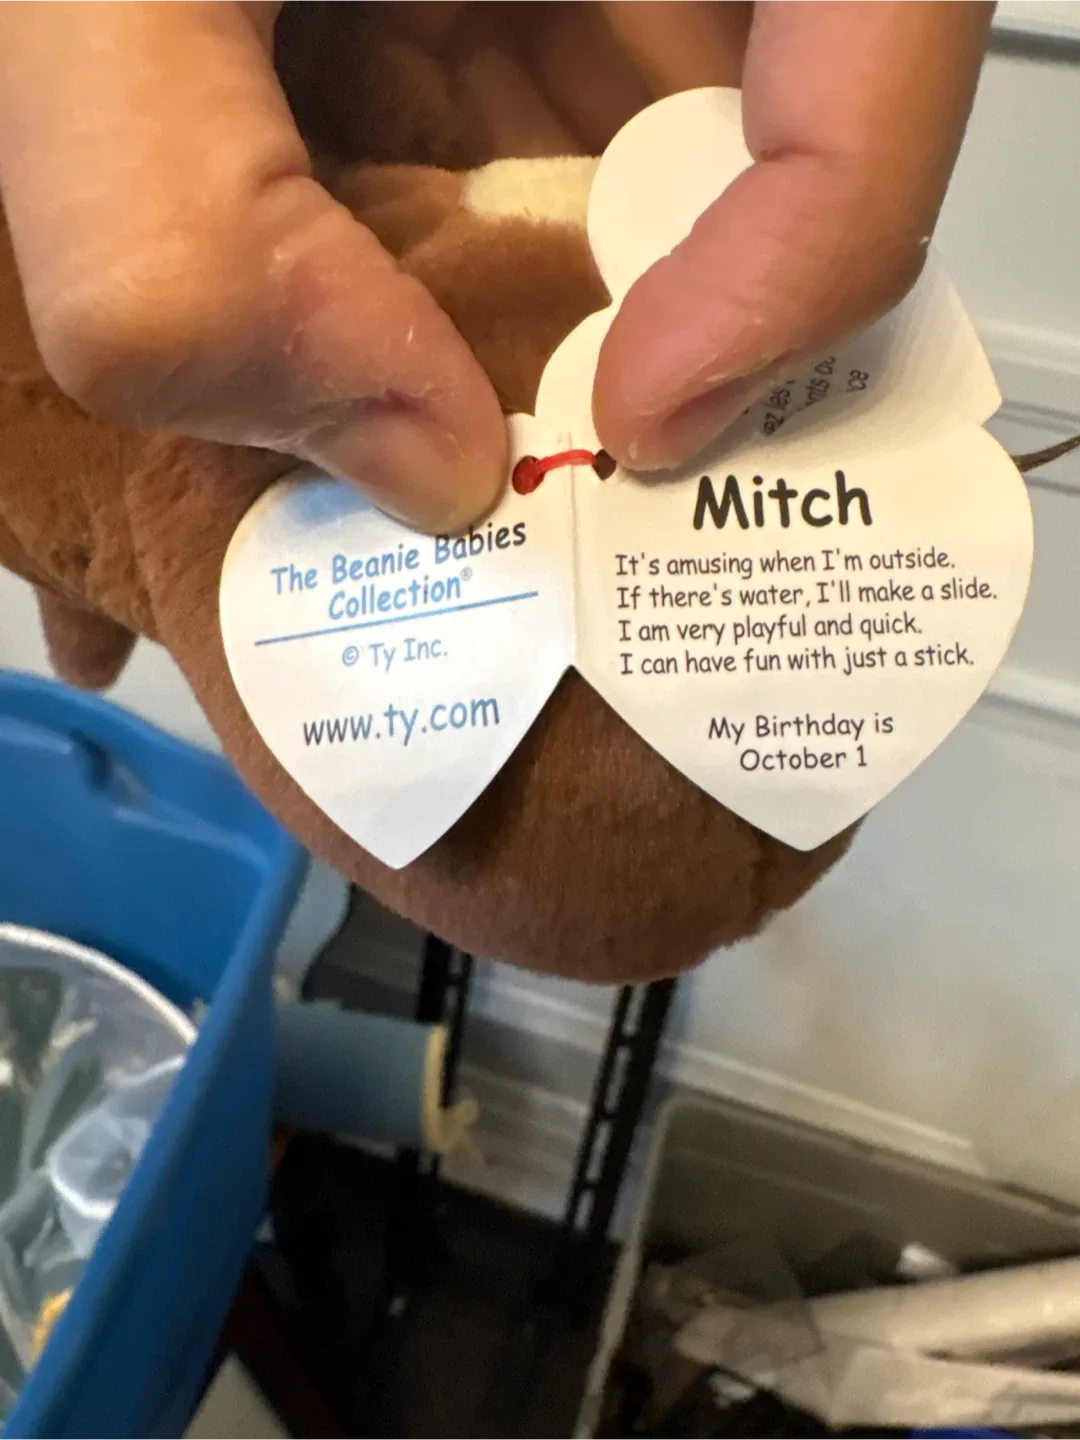 The Beanie Babies
Collection®
© Ty Inc.
www.ty.com
Mitch
It's amusing when I'm outside.
If there's water, I'll make a slide.
I am very playful and quick.
I can have fun with just a stick.
My Birthday is
October 1